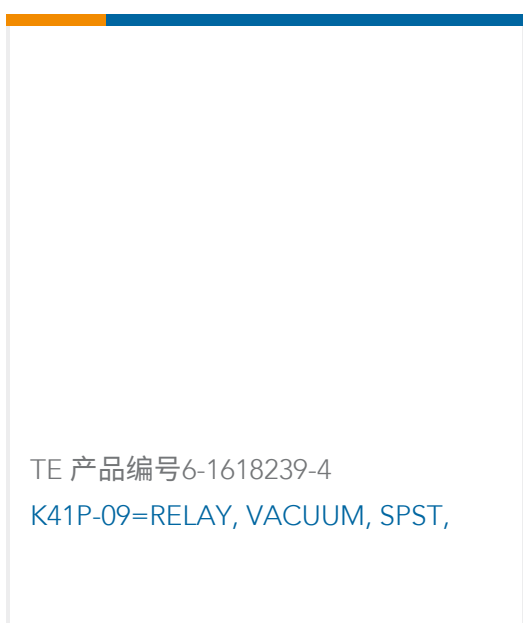 TE 产品编号6-1618239-4
K41P-09=RELAY, VACUUM, SPST,